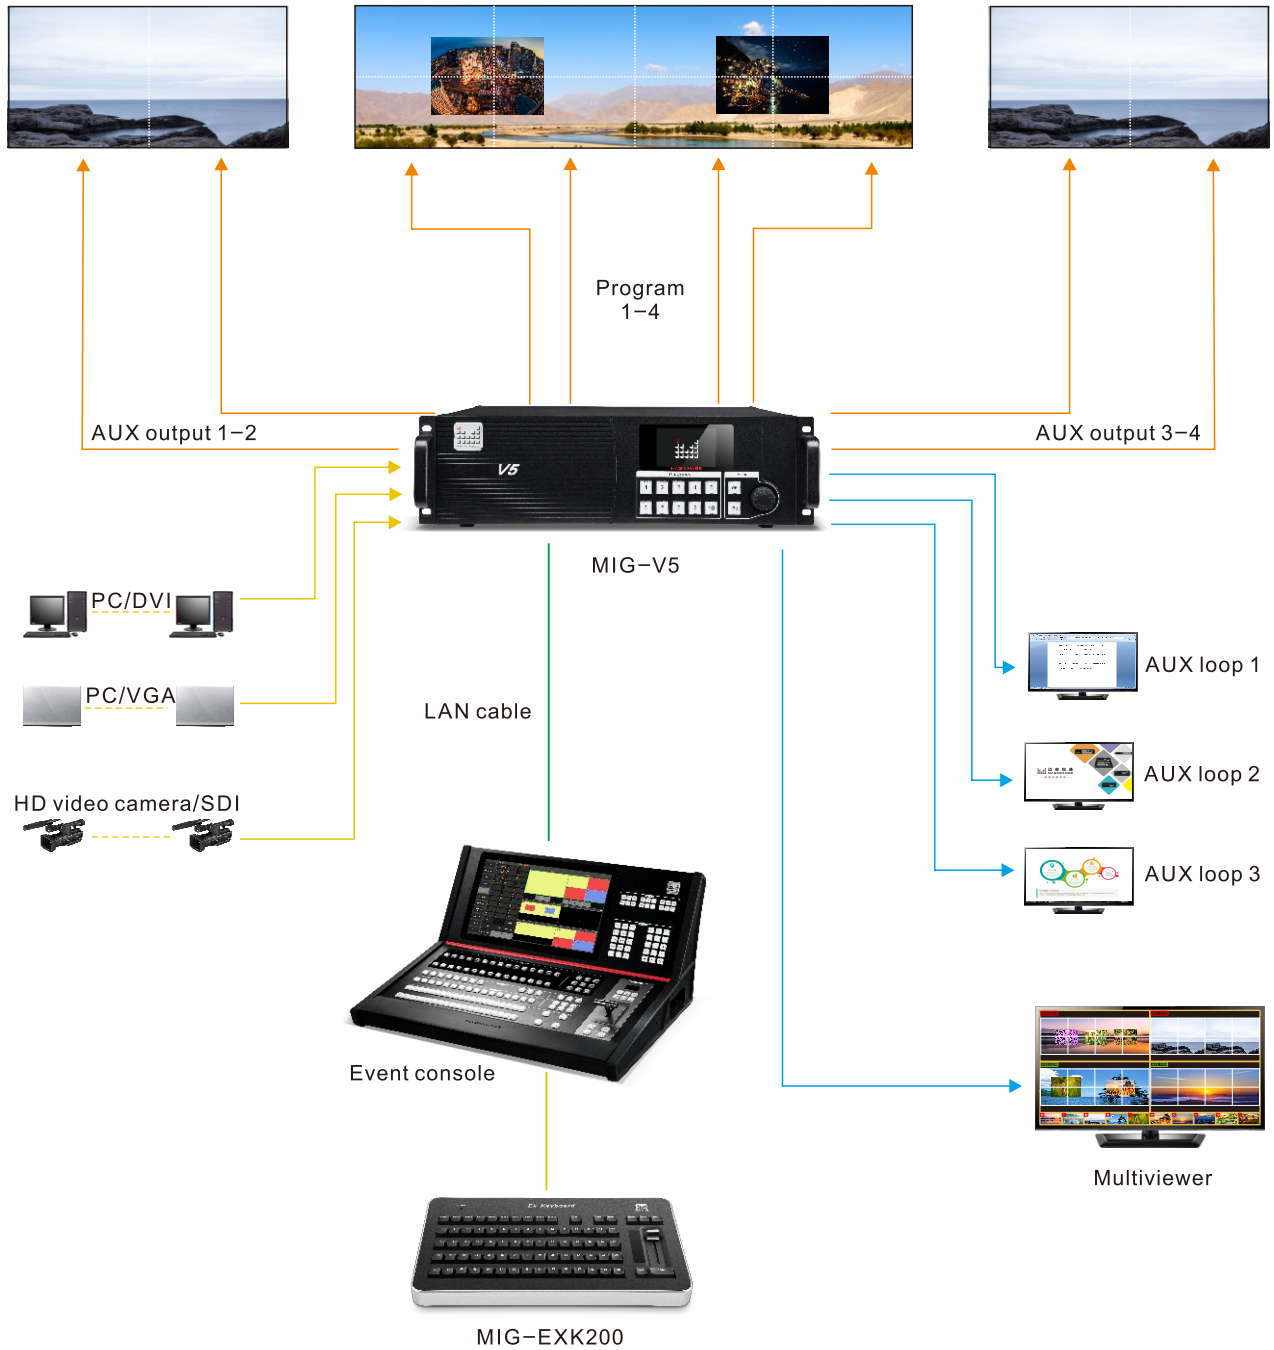 Program
1–4
AUX output 1–2
AUX output 3–4
V5
MIG–V5
PC/DVI
PC/VGA
LAN cable
HD video camera/SDI
AUX loop 1
AUX loop 2
AUX loop 3
Event console
Multiviewer
Ex Keyboard
MIG–EXK200